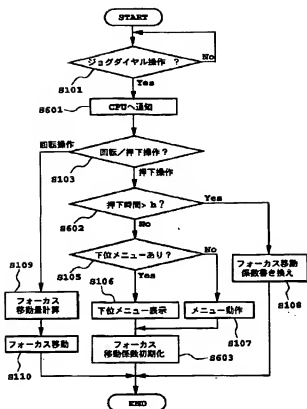 START
ジョグダイヤル操作 ?
No
S101
Yes
CPUへ通知
S601
回転操作
回転/押下操作?
S103
押下操作
押下時間> h?
Yes
S602
No
下位メニューあり?
No
S105
Yes
フォーカス移動
係数書き換え
S108
S109
フォーカス
移動量計算
S106
下位メニュー表示
メニュー動作
S107
フォーカス移動
S110
フォーカス
移動係数初期化
S603
END